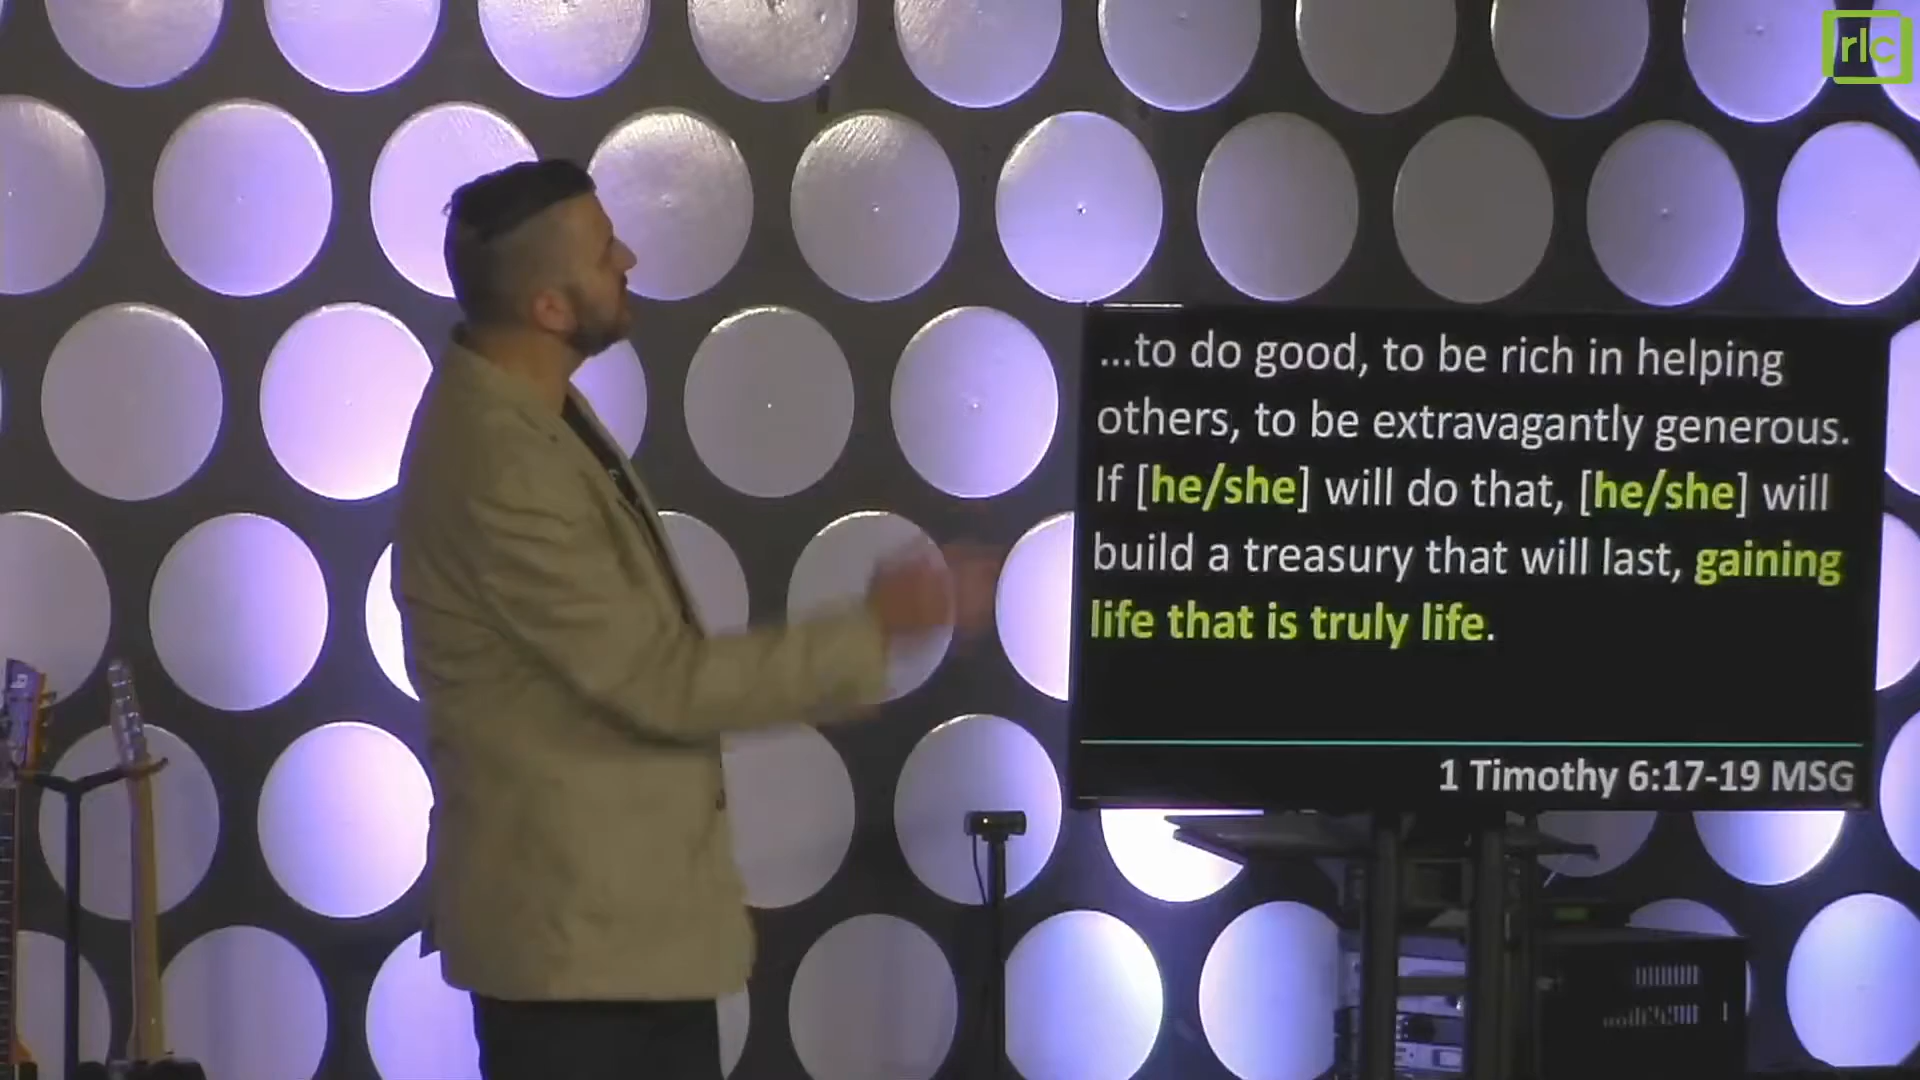 rlc
...to do good, to be rich in helping
others, to be extravagantly generous.
If [he/she] will do that, [he/she] will
build a treasury that will last, gaining
life that is truly life.
1 Timothy 6:17-19 MSG